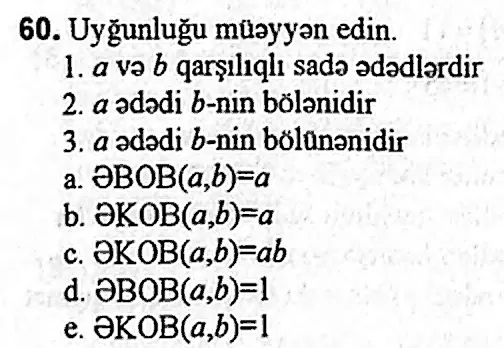 60. Uyğunluğu müəyyən edin.
1. a və b qarşılıqlı sadə ədədlərdir
2. a ədədi b-nin bölənidir
3. a ədədi b-nin bölünənidir
a. ƏBOB(a,b)=a
b. ƏKOB(a,b)=a
c. ƏKOB(a,b)=ab
d. ƏBOB(a,b)=1
e. ƏKOB(a,b)=1